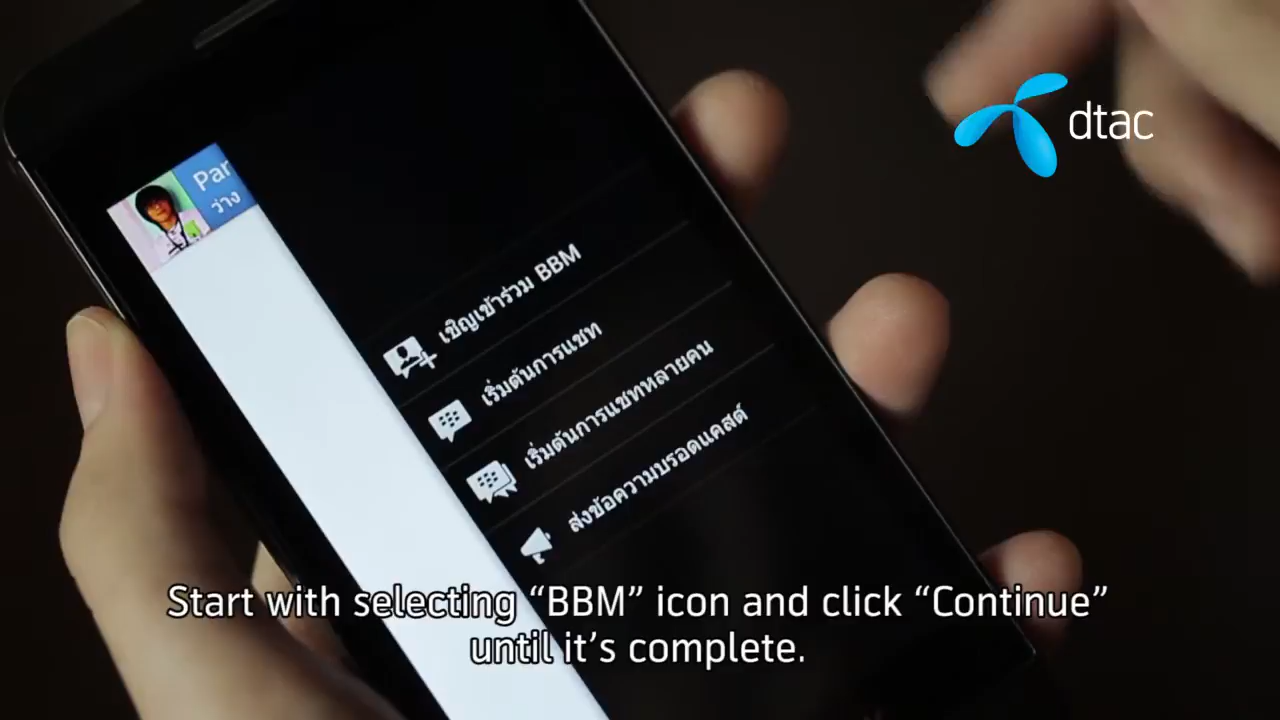 dtac
Par
ว่าง
เชิญเข้าร่วม BBM
เริ่มต้นการแชท
เริ่มต้นการแชทหลายคน
ส่งข้อความบรอดแคสต์
Start with selecting “BBM” icon and click “Continue”
until it’s complete.